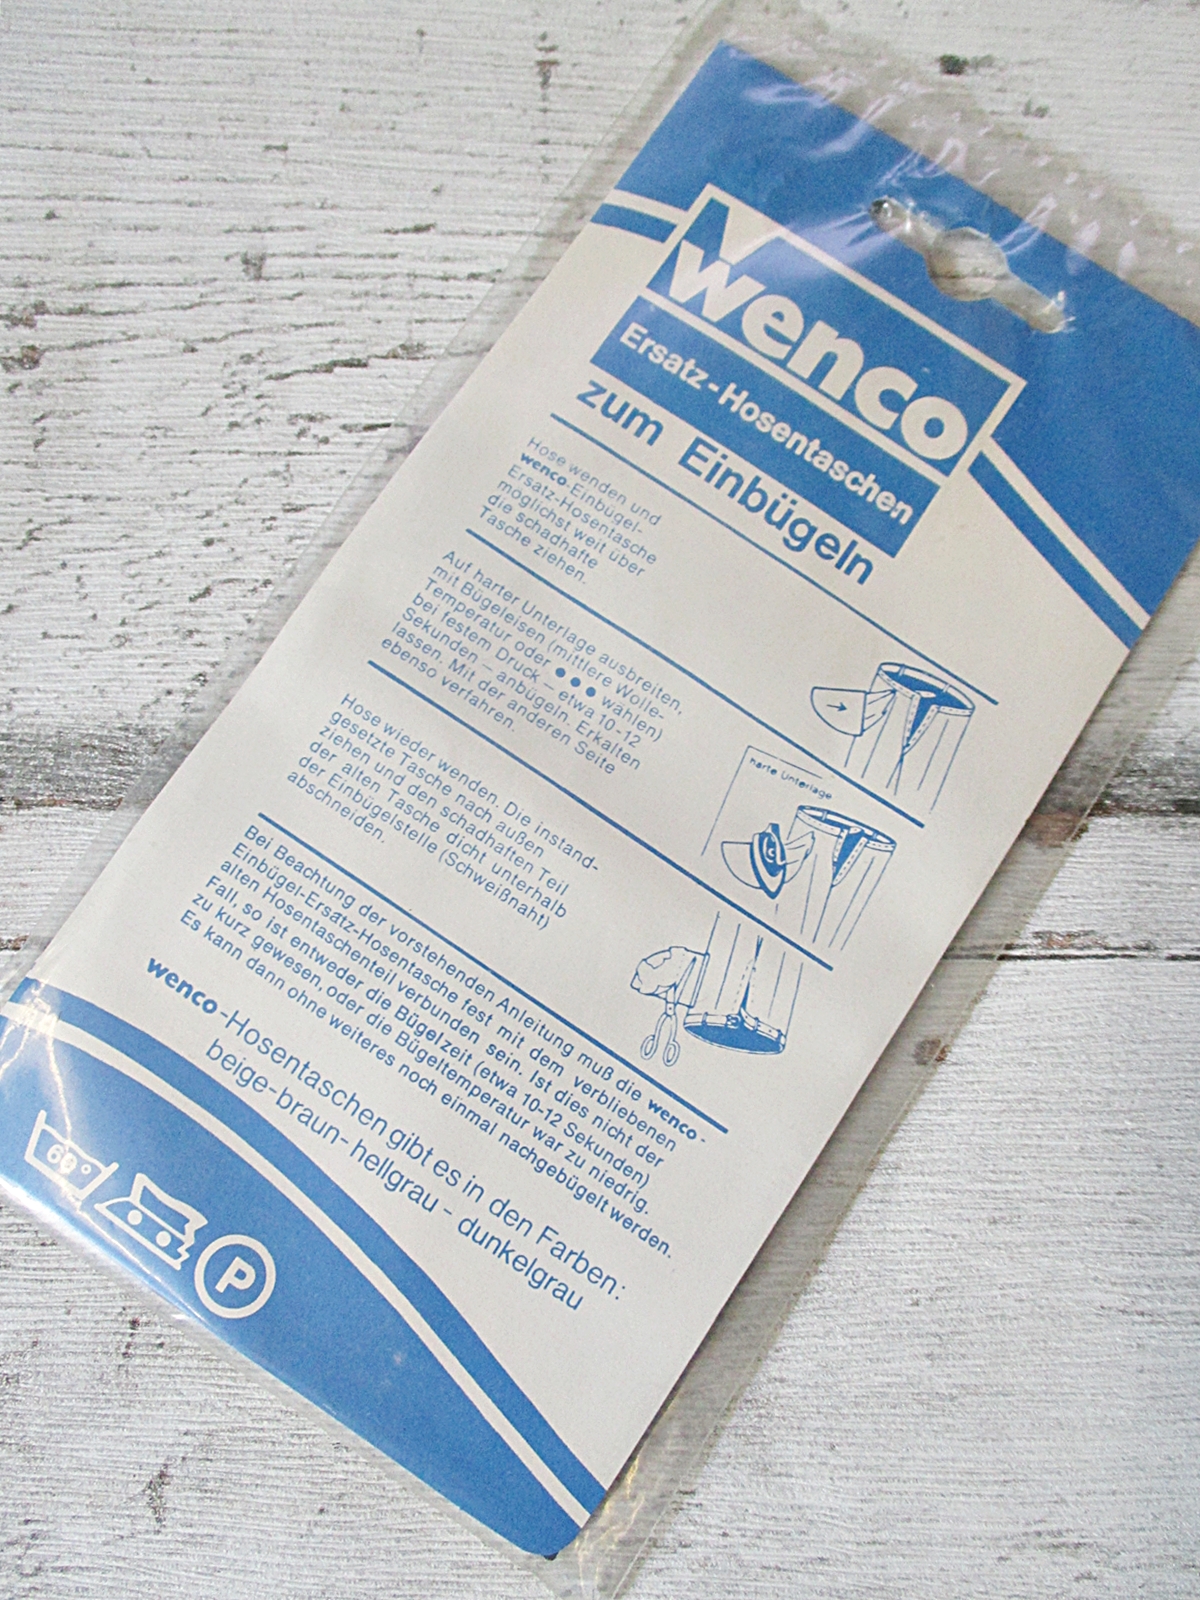 wenco
Ersatz-Hosentaschen
zum Einbügeln
Hose wenden und
wenco-Einbügel-
Ersatz-Hosentasche
möglichst weit über
die schadhafte
Tasche ziehen.
Auf harter Unterlage ausbreiten,
mit Bügeleisen (mittlere Wolle-
Temperatur oder ●●● wählen)
bei festem Druck – etwa 10-12
Sekunden – anbügeln. Erkalten
lassen. Mit der anderen Seite
ebenso verfahren.
harte Unterlage
Hose wieder wenden. Die instand-
gesetzte Tasche nach außen
ziehen und den schadhaften Teil
der alten Tasche dicht unterhalb
der Einbügelstelle (Schweißnaht)
abschneiden.
Bei Beachtung der vorstehenden Anleitung muß die wenco-
Einbügel-Ersatz-Hosentasche fest mit dem verbliebenen
alten Hosentaschenteil verbunden sein. Ist dies nicht der
Fall, so ist entweder die Bügelzeit (etwa 10-12 Sekunden)
zu kurz gewesen, oder die Bügeltemperatur war zu niedrig.
Es kann dann ohne weiteres noch einmal nachgebügelt werden.
wenco-Hosentaschen gibt es in den Farben:
beige-braun-hellgrau - dunkelgrau
60°
P